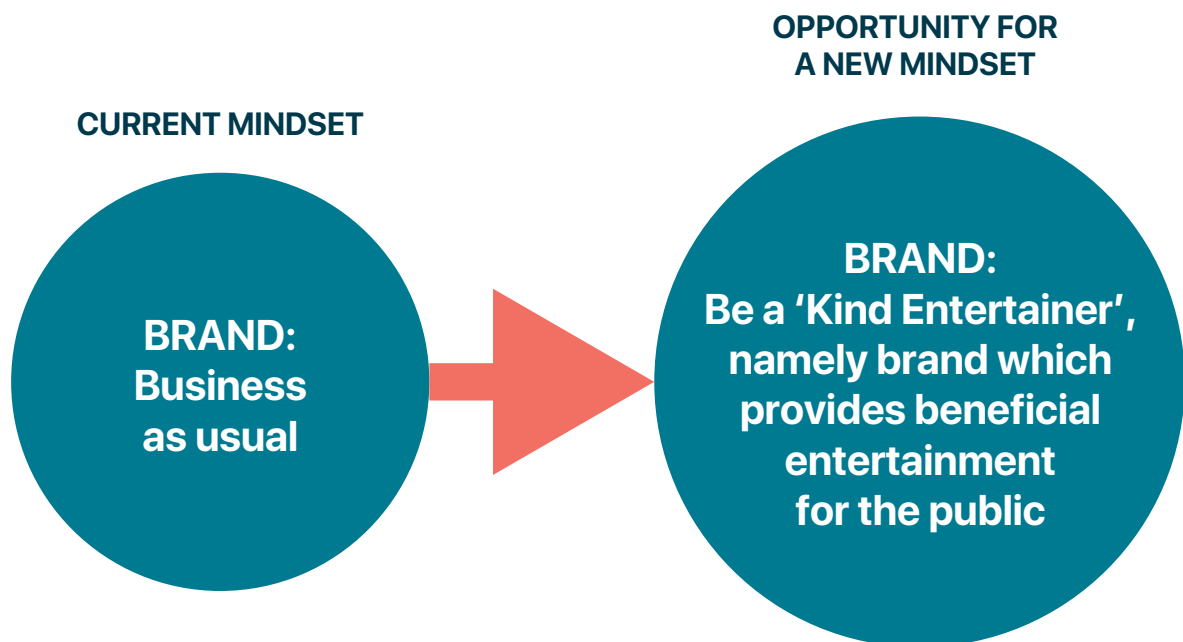 CURRENT MINDSET
BRAND:
Business
as usual
OPPORTUNITY FOR
A NEW MINDSET
BRAND:
Be a ‘Kind Entertainer’,
namely brand which
provides beneficial
entertainment
for the public